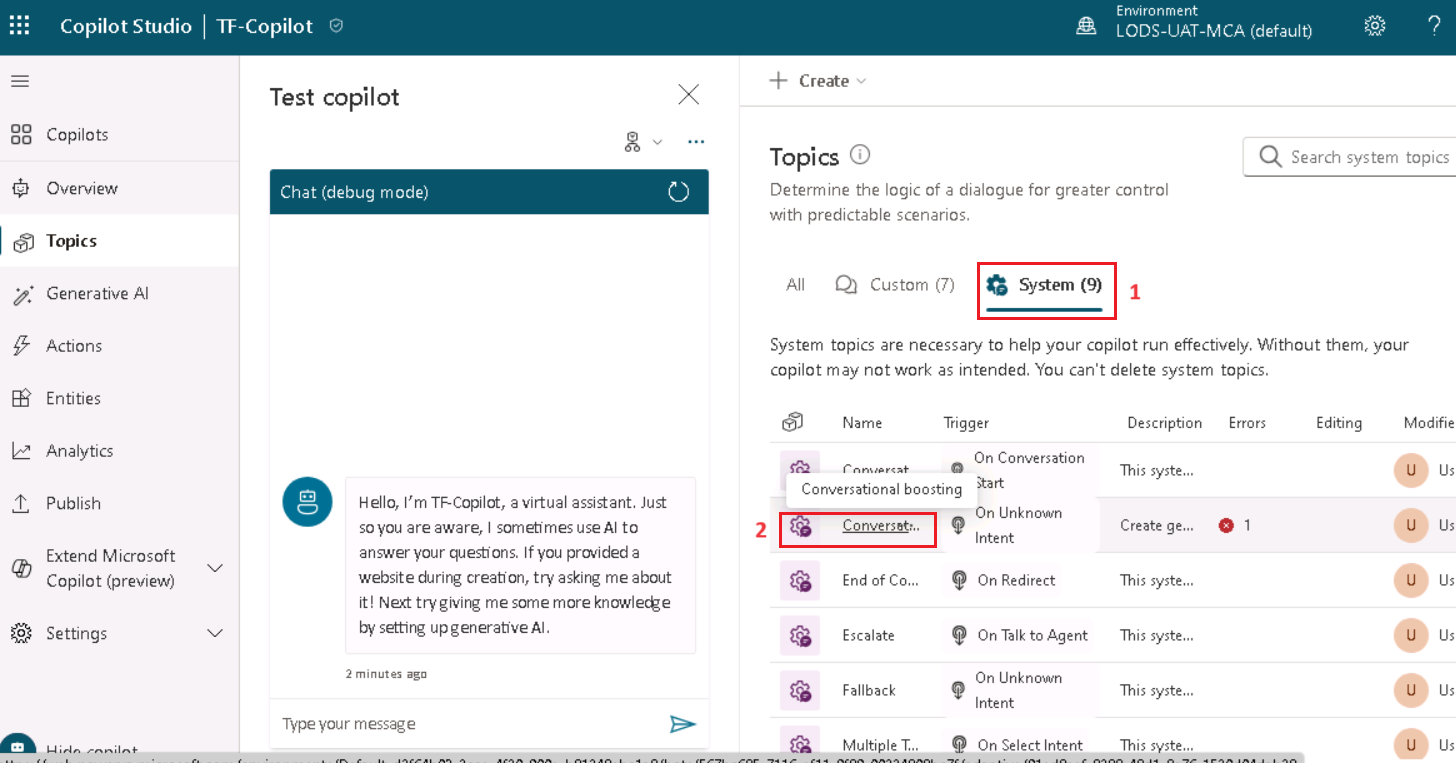 Copilot Studio | TF-Copilot
Environment
LODS-UAT-MCA (default)
?
Copilots
Overview
Topics
Generative AI
Actions
Entities
Analytics
Publish
Extend Microsoft
Copilot (preview)
Settings
Hide copilot
Test copilot
...
Chat (debug mode)
Hello, I'm TF-Copilot, a virtual assistant. Just
so you are aware, I sometimes use AI to
answer your questions. If you provided a
website during creation, try asking me about
it! Next try giving me some more knowledge
by setting up generative AI.
2 minutes ago
Type your message
+ Create
Topics
Search system topics
Determine the logic of a dialogue for greater control
with predictable scenarios.
All Custom (7) System (9) 1
System topics are necessary to help your copilot run effectively. Without them, your
copilot may not work as intended. You can't delete system topics.
Name Trigger Description Errors Editing Modifie
Conversat On Conversation Start This syste... U Us
Conversational boosting
2 Conversat... On Unknown Intent Create ge... 1 U Us
End of Co... On Redirect This syste... U Us
Escalate On Talk to Agent This syste... U Us
Fallback On Unknown Intent This syste... U Us
Multiple T... On Select Intent This syste... U Us